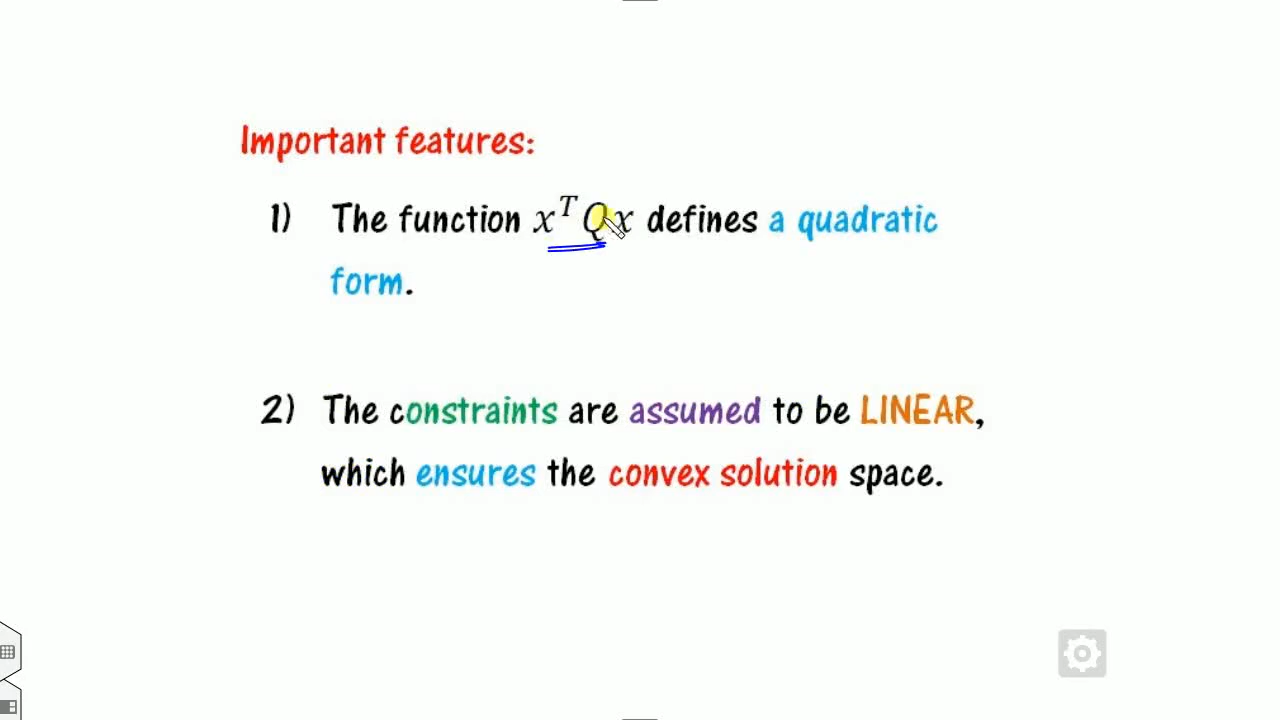 Important features:
1) The function x^T Q x defines a quadratic
form.
2) The constraints are assumed to be LINEAR,
which ensures the convex solution space.